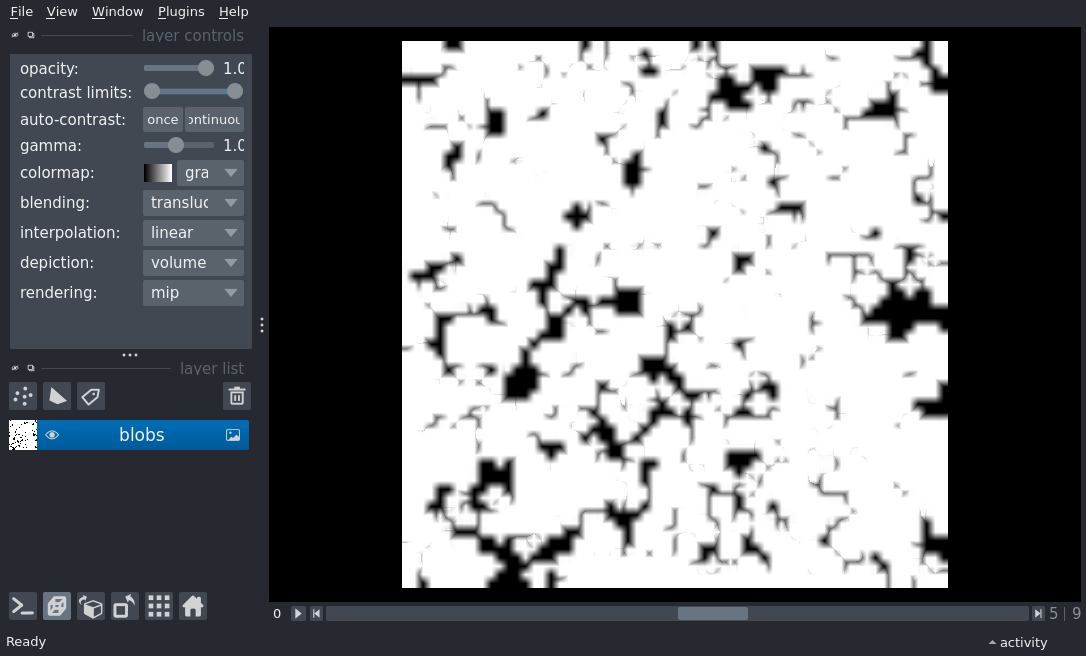 File View Window Plugins Help
layer controls
opacity: 1.0
contrast limits:
auto-contrast: once ontinuou
gamma: 1.0
colormap: gra
blending: transluc
interpolation: linear
depiction: volume
rendering: mip
layer list
blobs
0 5 | 9
Ready activity